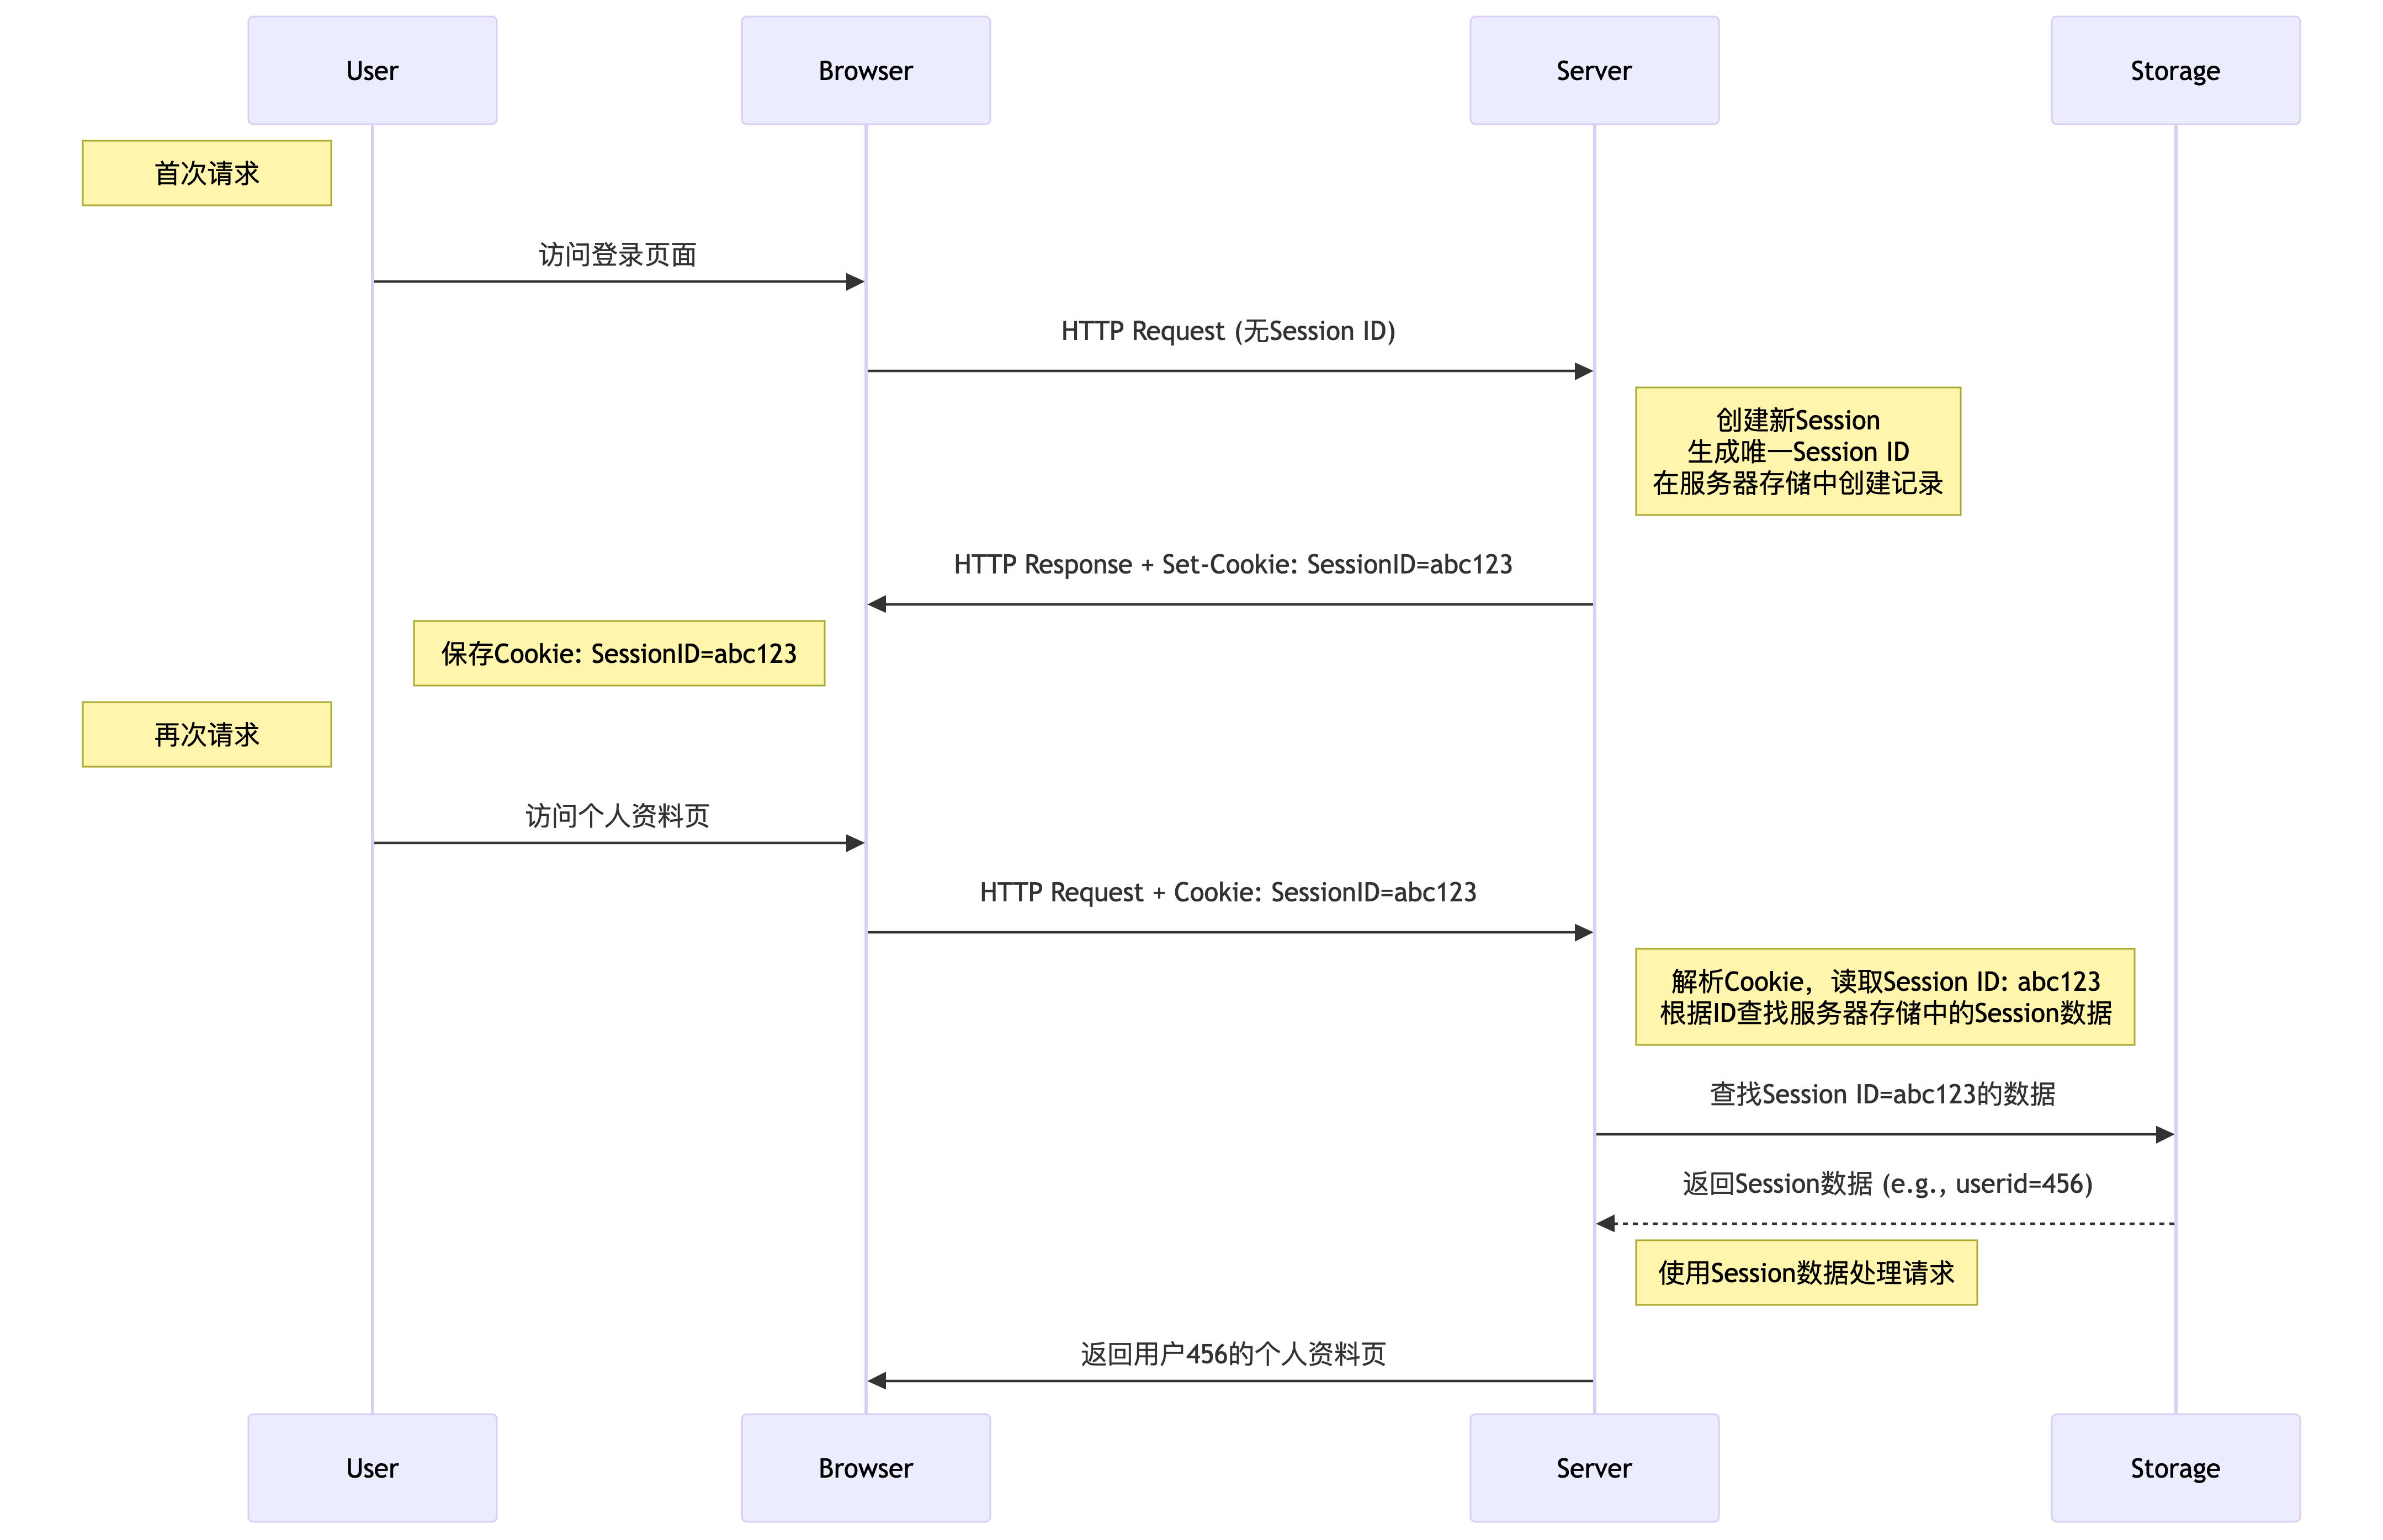 User
Browser
Server
Storage
首次请求
访问登录页面
HTTP Request (无Session ID)
创建新Session
生成唯一Session ID
在服务器存储中创建记录
HTTP Response + Set-Cookie: SessionID=abc123
保存Cookie: SessionID=abc123
再次请求
访问个人资料页
HTTP Request + Cookie: SessionID=abc123
解析Cookie，读取Session ID: abc123
根据ID查找服务器存储中的Session数据
查找Session ID=abc123的数据
返回Session数据 (e.g., userid=456)
使用Session数据处理请求
返回用户456的个人资料页
User
Browser
Server
Storage